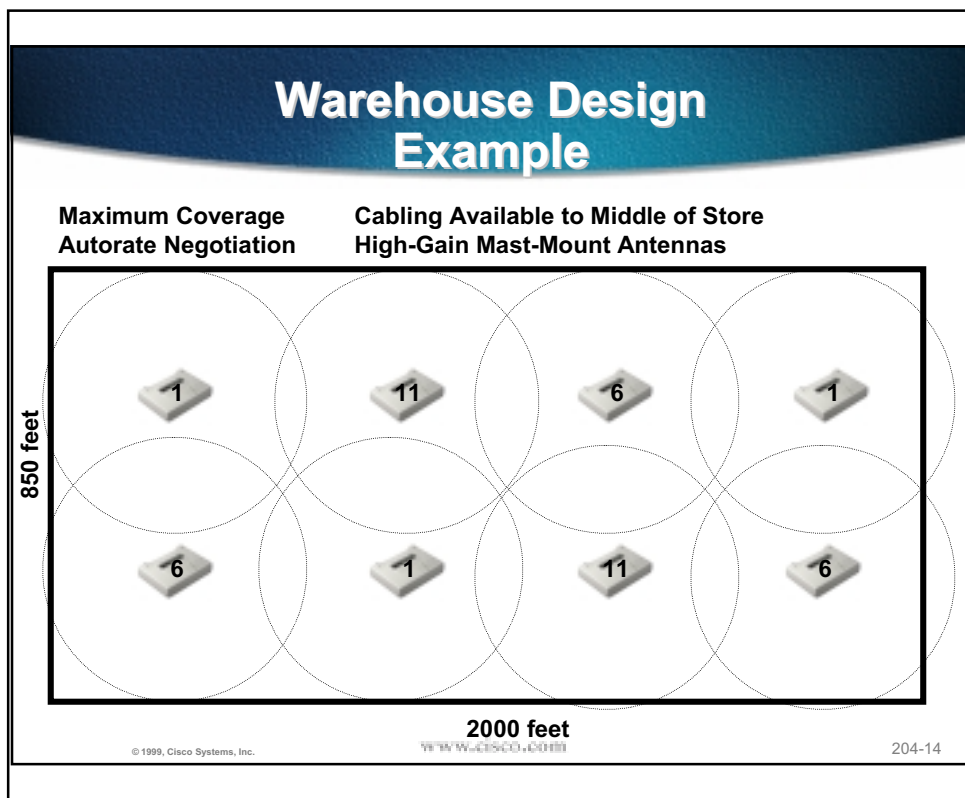 Warehouse Design
Example
Maximum Coverage
Autorate Negotiation
Cabling Available to Middle of Store
High-Gain Mast-Mount Antennas
850 feet
1 11 6 1
6 1 11 6
2000 feet
© 1999, Cisco Systems, Inc.
www.cisco.com
204-14